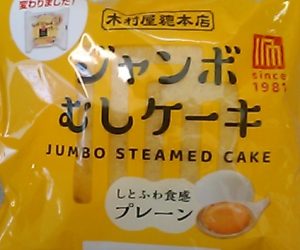 変わりました!
木村屋總本店
ジャンボ
むしケーキ
since
1981
JUMBO STEAMED CAKE
しとふわ食感
プレーン